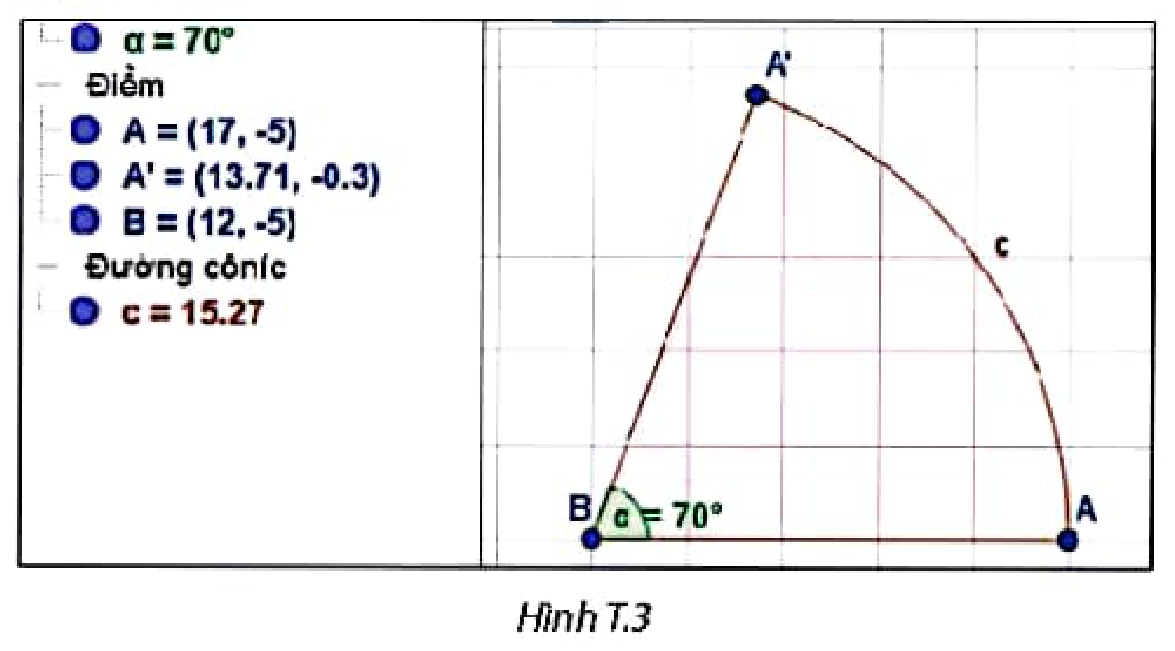 α = 70°
Điểm
A = (17, -5)
A' = (13.71, -0.3)
B = (12, -5)
Đường cônic
c = 15.27
A'
c
B
α = 70°
A
Hình T.3